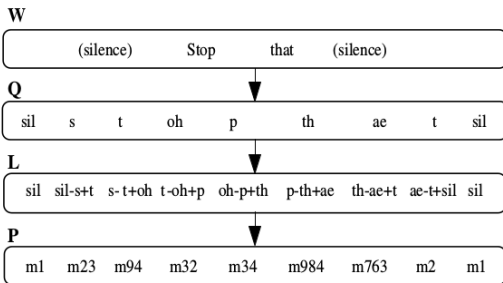 W
(silence) Stop that (silence)
Q
sil s t oh p th ae t sil
L
sil sil-s+t s-t+oh t-oh+p oh-p+th p-th+ae th-ae+t ae-t+sil sil
P
m1 m23 m94 m32 m34 m984 m763 m2 m1